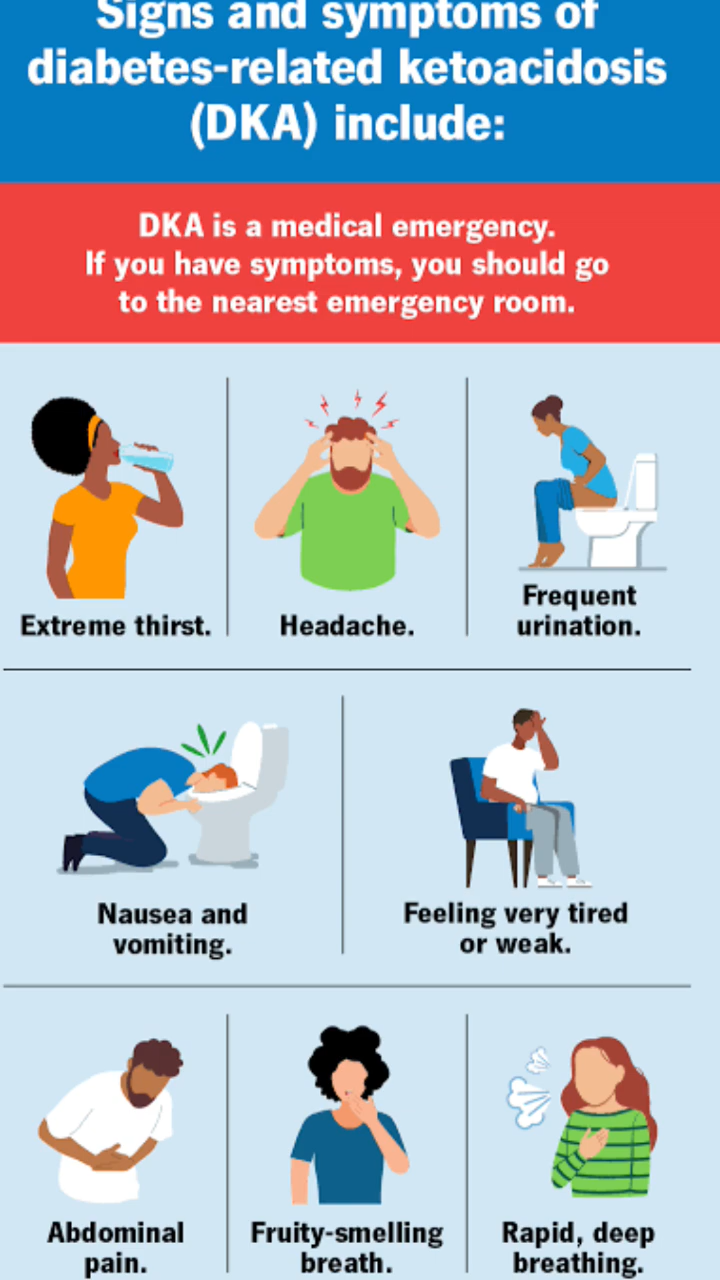 Signs and symptoms of
diabetes-related ketoacidosis
(DKA) include:
DKA is a medical emergency.
If you have symptoms, you should go
to the nearest emergency room.
Extreme thirst.
Headache.
Frequent
urination.
Nausea and
vomiting.
Feeling very tired
or weak.
Abdominal
pain.
Fruity-smelling
breath.
Rapid, deep
breathing.